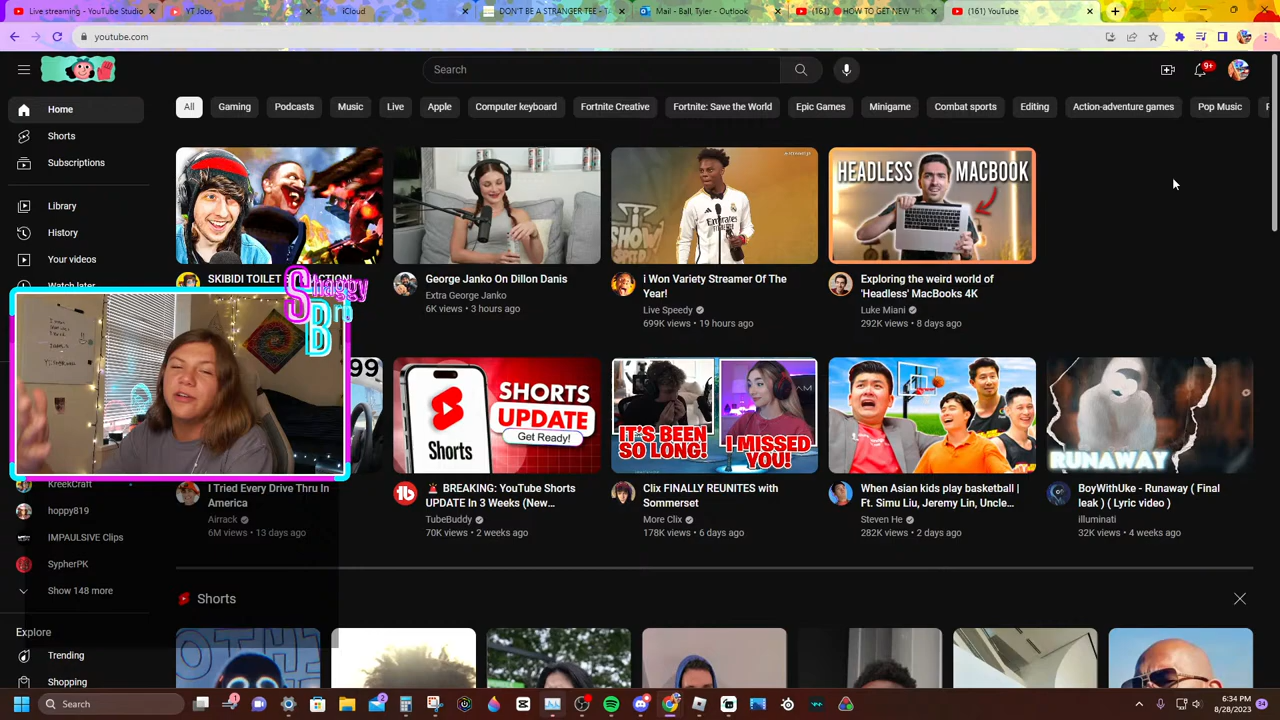 Live streaming - YouTube Studio
YT Jobs
iCloud
DON'T BE A STRANGER TEE - T
Mail - Ball, Tyler - Outlook
(161) 🔴 HOW TO GET NEW "H
(161) YouTube
youtube.com
Search
9+
Home
Shorts
Subscriptions
Library
History
Your videos
Watch later
KreekCraft
hoppy819
IMPAULSIVE Clips
SypherPK
Show 148 more
Explore
Trending
Shopping
All
Gaming
Podcasts
Music
Live
Apple
Computer keyboard
Fortnite Creative
Fortnite: Save the World
Epic Games
Minigame
Combat sports
Editing
Action-adventure games
Pop Music
HEADLESS MACBOOK
SKIBIDI TOILET
George Janko On Dillon Danis
Extra George Janko
6K views • 3 hours ago
i Won Variety Streamer Of The
Year!
Live Speedy
699K views • 19 hours ago
Exploring the weird world of
'Headless' MacBooks 4K
Luke Miani
292K views • 8 days ago
Shaggy
Bro
99
Shorts
SHORTS
UPDATE
Get Ready!
IT'S BEEN
SO LONG!
I MISSED
YOU!
RUNAWAY
I Tried Every Drive Thru In
America
Airrack
6M views • 13 days ago
🚨 BREAKING: YouTube Shorts
UPDATE In 3 Weeks (New...
TubeBuddy
70K views • 2 weeks ago
Clix FINALLY REUNITES with
Sommerset
More Clix
178K views • 6 days ago
When Asian kids play basketball |
Ft. Simu Liu, Jeremy Lin, Uncle...
Steven He
282K views • 2 days ago
BoyWithUke - Runaway ( Final
leak ) ( Lyric video )
illuminati
32K views • 4 weeks ago
Shorts
Search
6:34 PM
8/28/2023
34